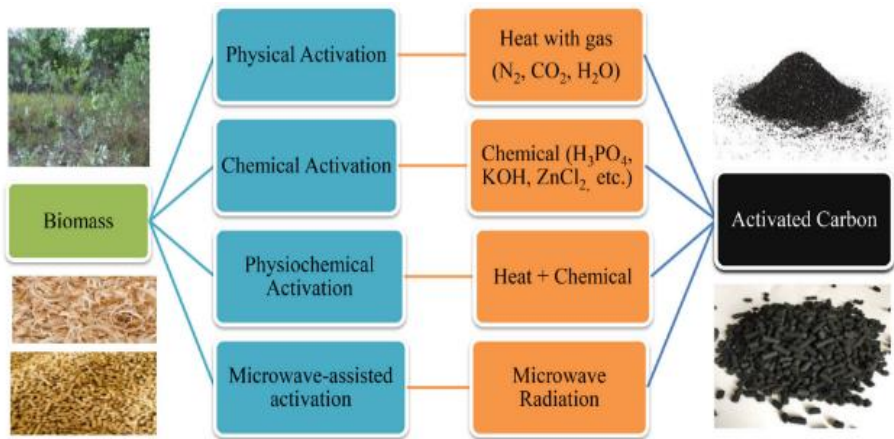 Biomass
Physical Activation
Heat with gas
(N₂, CO₂, H₂O)
Chemical Activation
Chemical (H₃PO₄,
KOH, ZnCl₂, etc.)
Physiochemical
Activation
Heat + Chemical
Microwave-assisted
activation
Microwave
Radiation
Activated Carbon